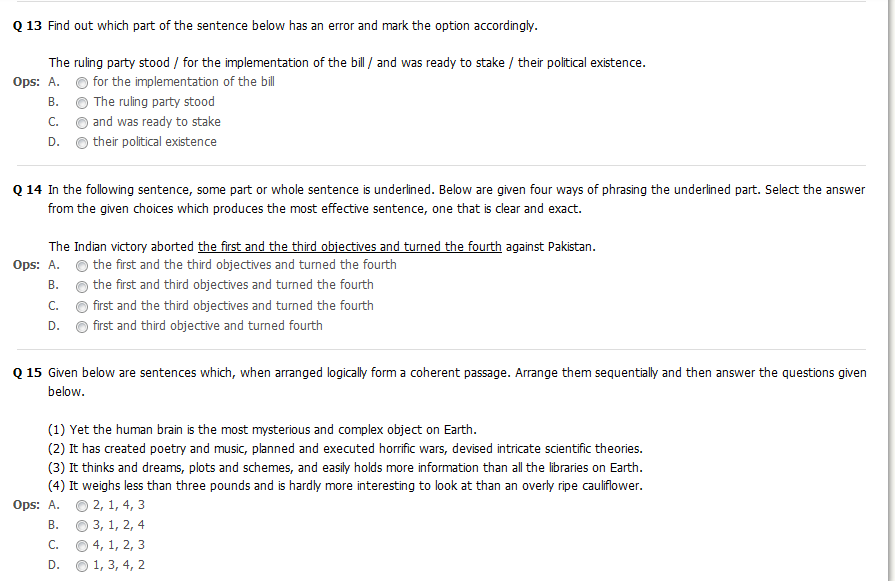 Q 13 Find out which part of the sentence below has an error and mark the option accordingly.
The ruling party stood / for the implementation of the bill / and was ready to stake / their political existence.
Ops: A. for the implementation of the bill
B. The ruling party stood
C. and was ready to stake
D. their political existence
Q 14 In the following sentence, some part or whole sentence is underlined. Below are given four ways of phrasing the underlined part. Select the answer
from the given choices which produces the most effective sentence, one that is clear and exact.
The Indian victory aborted the first and the third objectives and turned the fourth against Pakistan.
Ops: A. the first and the third objectives and turned the fourth
B. the first and third objectives and turned the fourth
C. first and the third objectives and turned the fourth
D. first and third objective and turned fourth
Q 15 Given below are sentences which, when arranged logically form a coherent passage. Arrange them sequentially and then answer the questions given
below.
(1) Yet the human brain is the most mysterious and complex object on Earth.
(2) It has created poetry and music, planned and executed horrific wars, devised intricate scientific theories.
(3) It thinks and dreams, plots and schemes, and easily holds more information than all the libraries on Earth.
(4) It weighs less than three pounds and is hardly more interesting to look at than an overly ripe cauliflower.
Ops: A. 2, 1, 4, 3
B. 3, 1, 2, 4
C. 4, 1, 2, 3
D. 1, 3, 4, 2